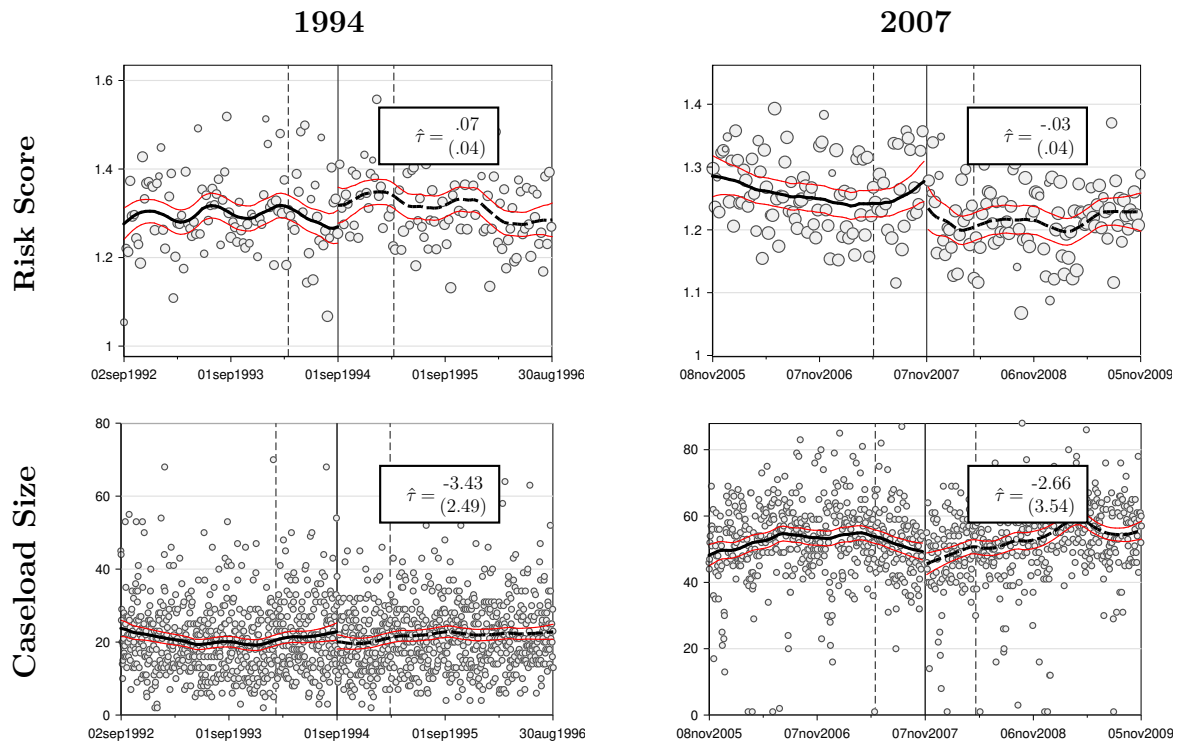 1994
2007
Risk Score
1.6
1.4
1.2
1
.07
τ̂ =
(.04)
02sep1992
01sep1993
01sep1994
01sep1995
30aug1996
1.4
1.3
1.2
1.1
1
-.03
τ̂ =
(.04)
08nov2005
07nov2006
07nov2007
06nov2008
05nov2009
Caseload Size
80
60
40
20
0
-3.43
τ̂ =
(2.49)
02sep1992
01sep1993
01sep1994
01sep1995
30aug1996
80
60
40
20
0
-2.66
τ̂ =
(3.54)
08nov2005
07nov2006
07nov2007
06nov2008
05nov2009